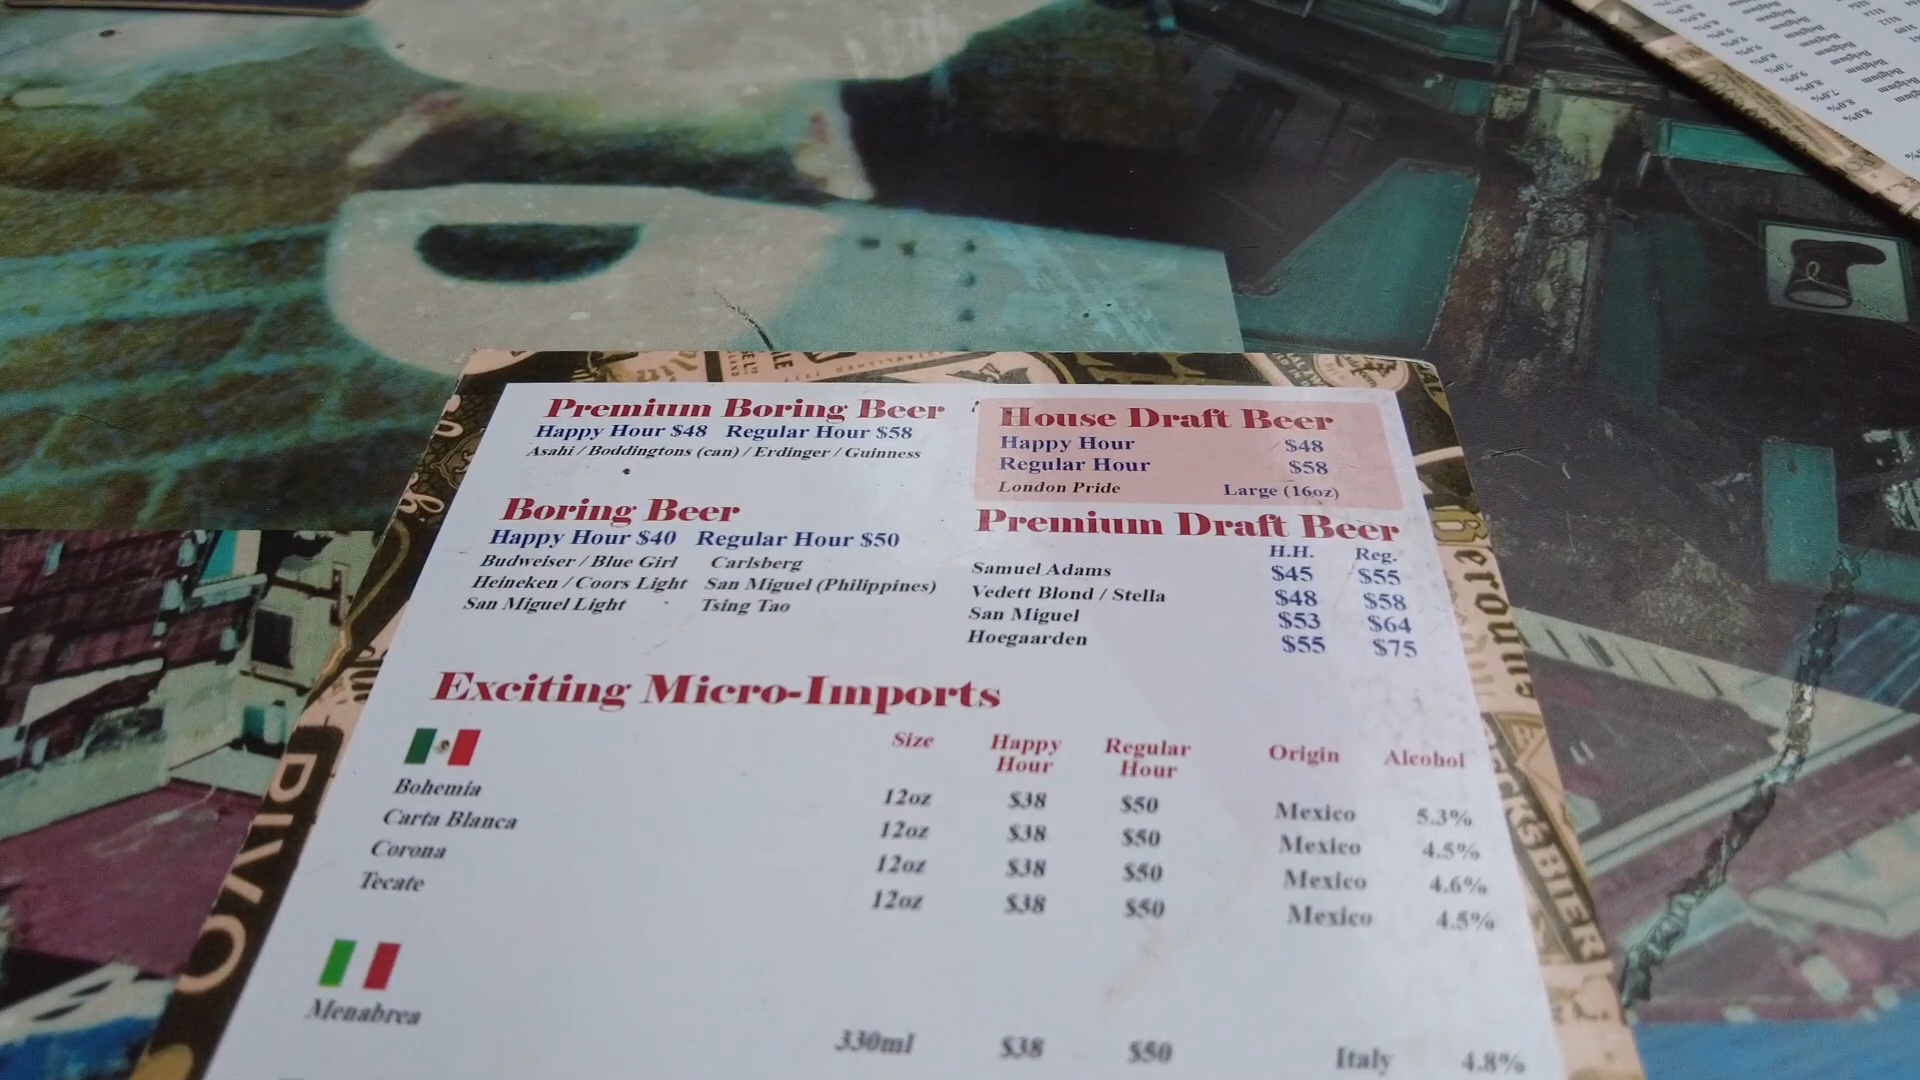 Premium Boring Beer
Happy Hour $48 Regular Hour $58
Asahi / Boddingtons (can) / Erdinger / Guinness
House Draft Beer
Happy Hour $48
Regular Hour $58
London Pride Large (16oz)
Boring Beer
Happy Hour $40 Regular Hour $50
Budweiser / Blue Girl Carlsberg
Heineken / Coors Light San Miguel (Philippines)
San Miguel Light Tsing Tao
Premium Draft Beer
H.H. Reg.
Samuel Adams $45 $55
Vedett Blond / Stella $48 $58
San Miguel $53 $64
Hoegaarden $55 $75
Exciting Micro-Imports
Size Happy Hour Regular Hour Origin Alcohol
Bohemia 12oz $38 $50 Mexico 5.3%
Carta Blanca 12oz $38 $50 Mexico 4.5%
Corona 12oz $38 $50 Mexico 4.6%
Tecate 12oz $38 $50 Mexico 4.5%
Menabrea 330ml $38 $50 Italy 4.8%
PIVO